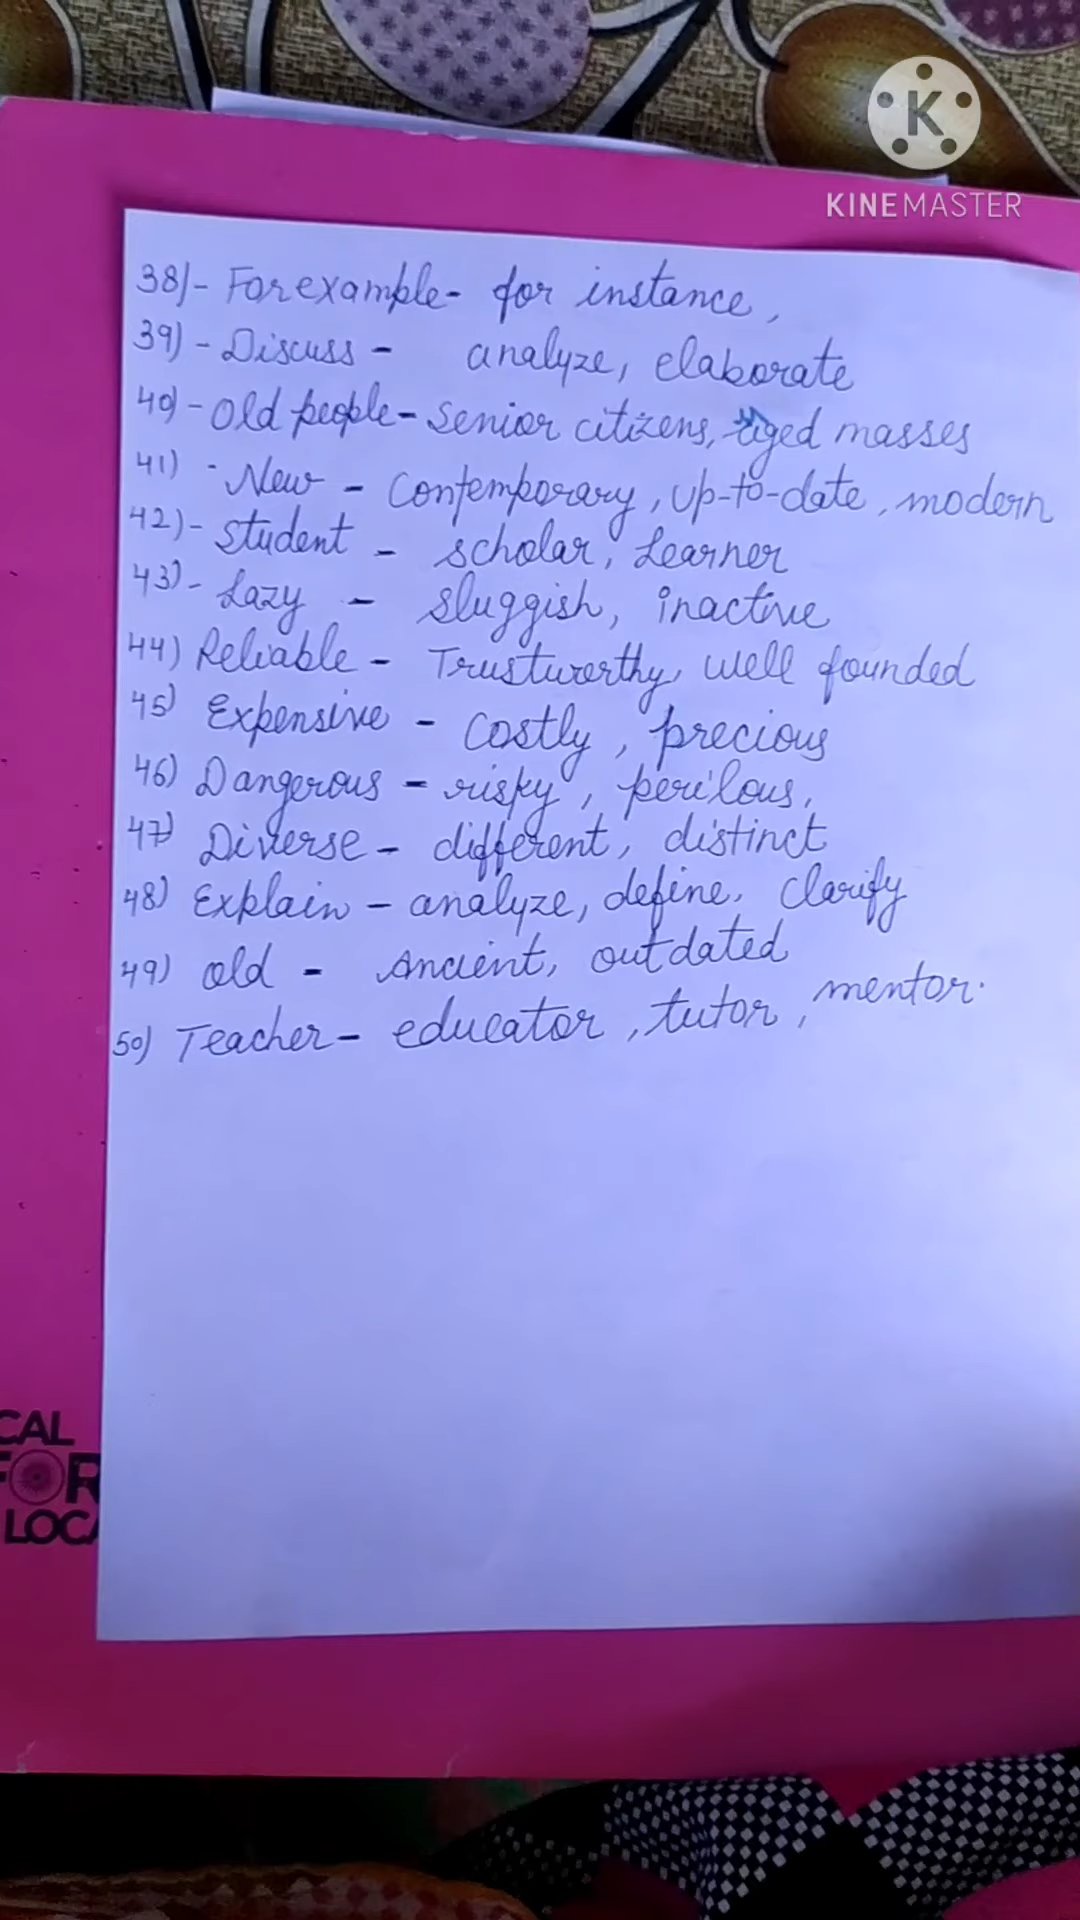 KINEMASTER
38)- For example- for instance,
39)- Discuss - analyze, elaborate
40)- Old people- Senior citizens, aged masses
41) - New - Contemporary, up-to-date, modern
42)- Student - scholar, Learner
43)- Lazy - Sluggish, inactive
44) Reliable - Trustworthy, well founded
45) Expensive - costly, precious
46) Dangerous - risky, perilous,
47) Diverse - different, distinct
48) Explain - analyze, define, clarify
49) old - Ancient, outdated
50) Teacher - educator, tutor, mentor.
CAL
FOR
LOCA